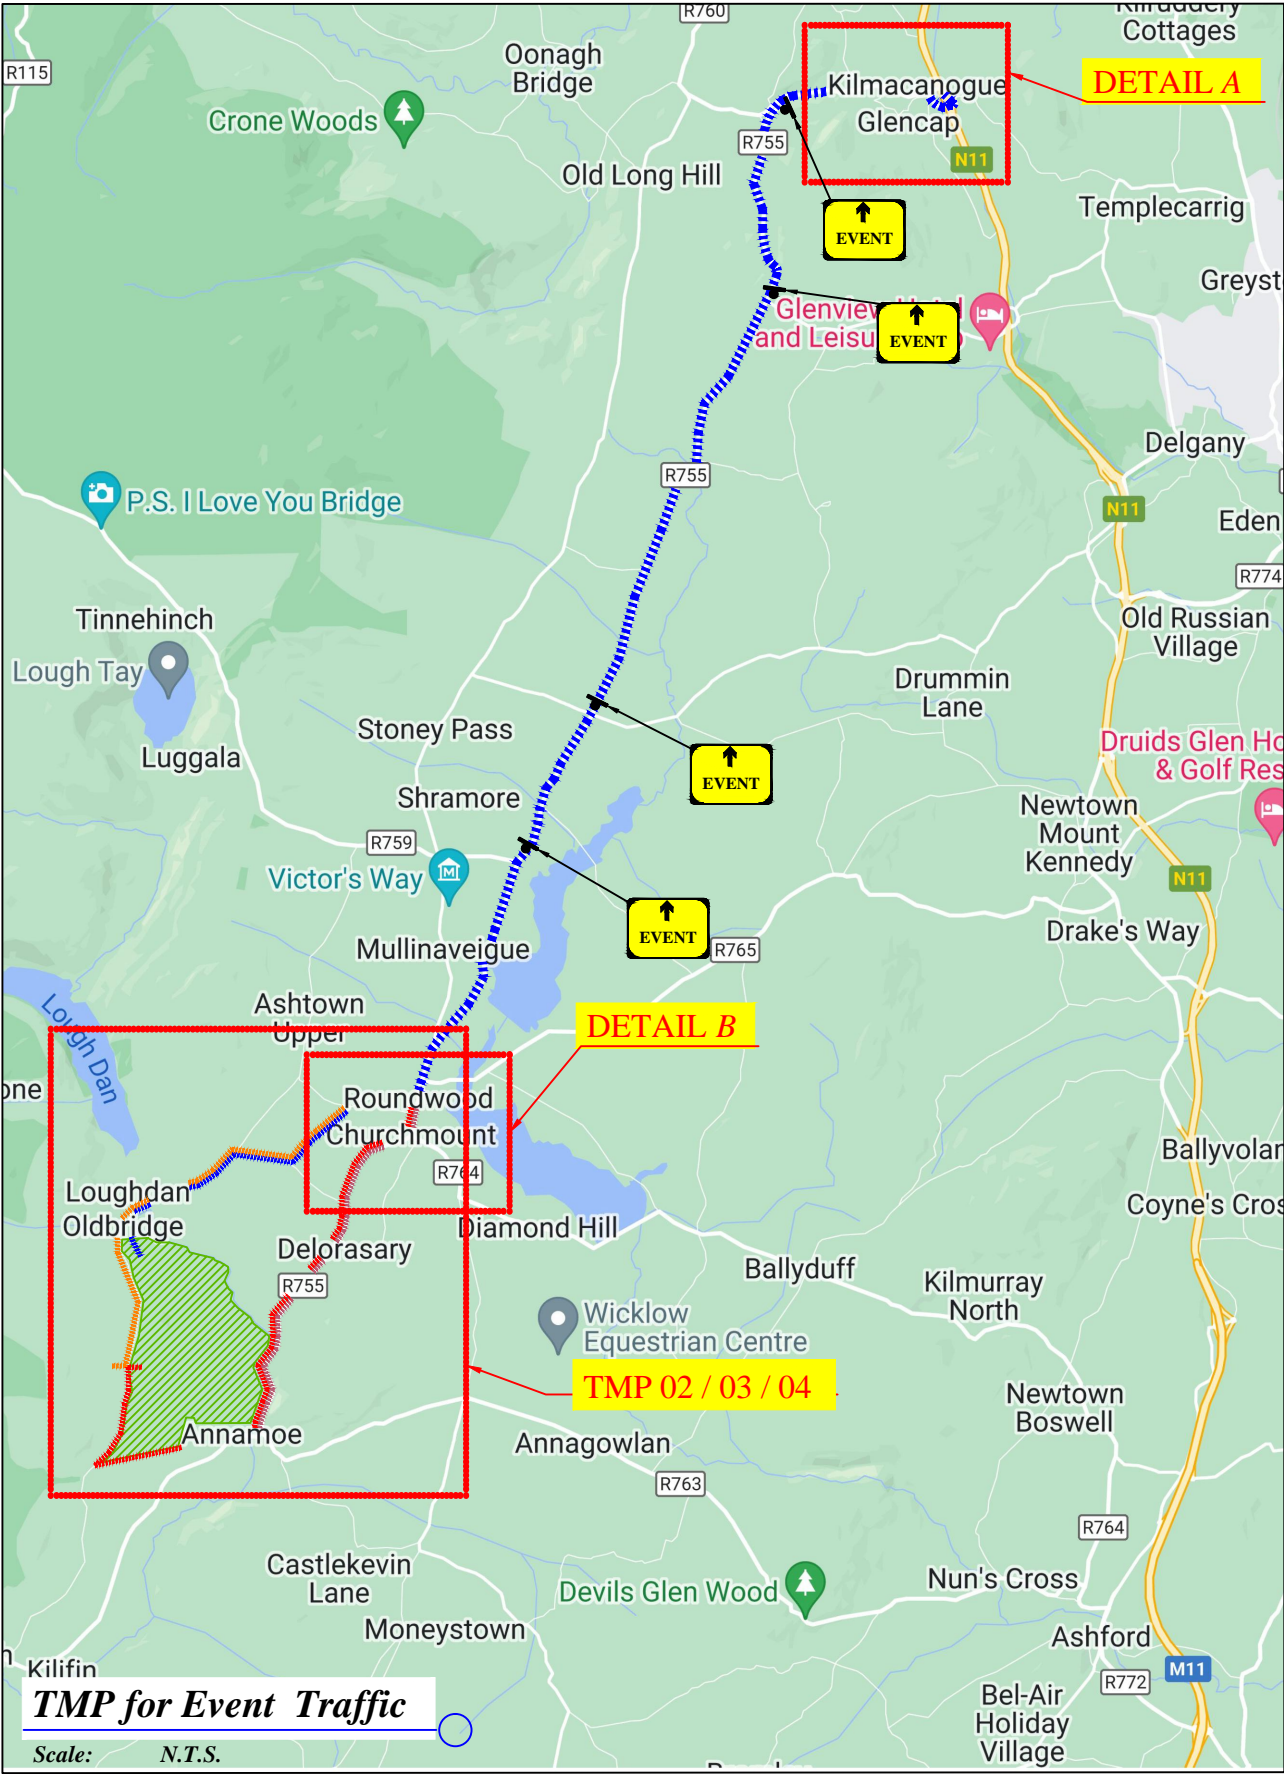 R760
Cottages
R115
Oonagh
Bridge
Crone Woods
Kilmacanogue
Glencap
DETAIL A
R755
N11
Old Long Hill
Templecarrig
EVENT
Greyst
Glenview
and Leisu
EVENT
Delgany
R755
P.S. I Love You Bridge
N11
Eden
R774
Tinnehinch
Lough Tay
Old Russian
Village
Luggala
Stoney Pass
Drummin
Lane
EVENT
Druids Glen Ho
& Golf Res
Shramore
Newtown
Mount
Kennedy
R759
Victor's Way
N11
EVENT
Mullinaveigue
R765
Drake's Way
Ashtown
Upper
Lough Dan
DETAIL B
one
Roundwood
Churchmount
R764
Ballyvolan
Loughdan
Oldbridge
Coyne's Cros
Diamond Hill
Delorasary
R755
Ballyduff
Kilmurray
North
Wicklow
Equestrian Centre
TMP 02 / 03 / 04
Newtown
Boswell
Annamoe
Annagowlan
R763
R764
Castlekevin
Lane
Devils Glen Wood
Nun's Cross
Moneystown
Ashford
Kilifin
M11
R772
TMP for Event Traffic
Bel-Air
Holiday
Village
Scale: N.T.S.